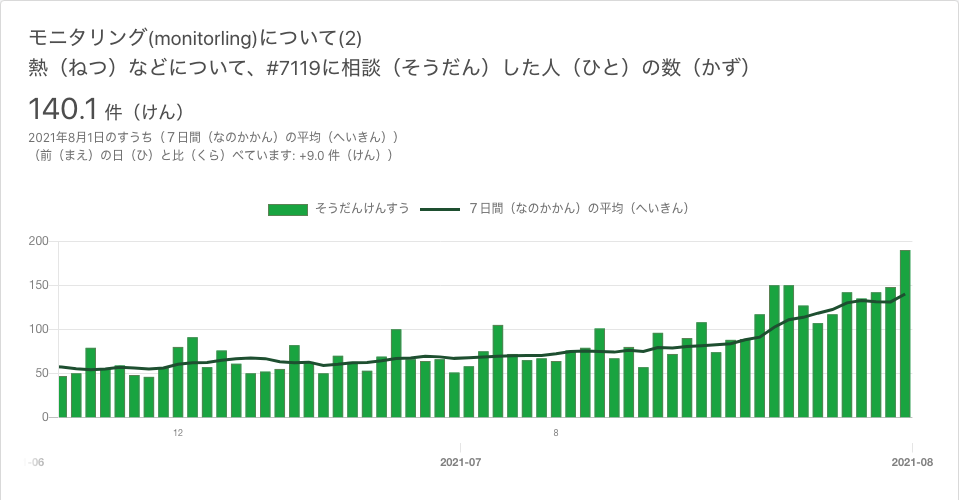 モニタリング(monitorling)について(2)
熱（ねつ）などについて、#7119に相談（そうだん）した人（ひと）の数（かず）
140.1 件（けん）
2021年8月1日のすうち（７日間（なのかかん）の平均（へいきん））
（前（まえ）の日（ひ）と比（くら）べています: +9.0 件（けん））
そうだんけんすう ７日間（なのかかん）の平均（へいきん）
200
150
100
50
0
12 8
-06 2021-07 2021-08